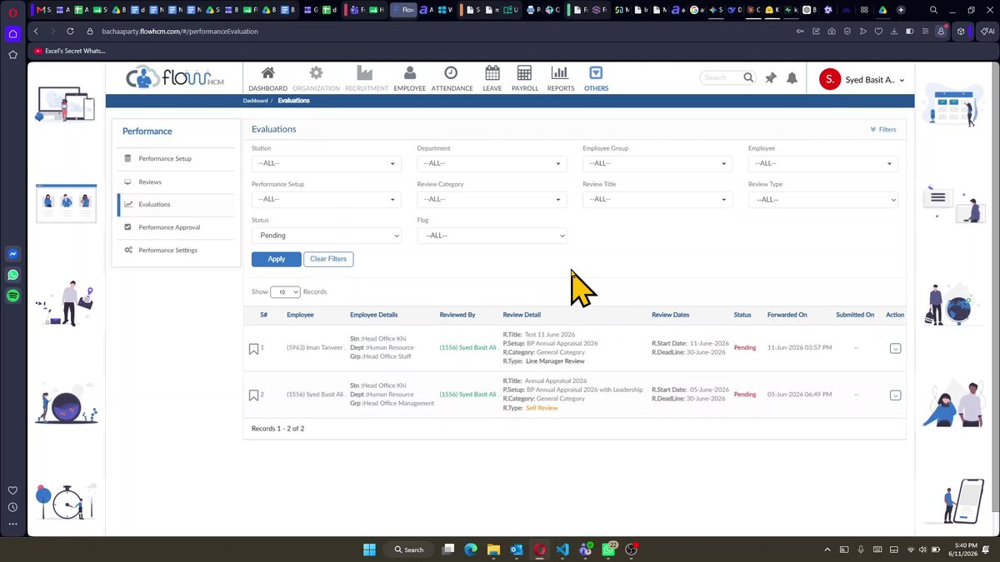 bachaaparty.flowhcm.com/#/performanceEvaluation
AI
Excel's Secret Whats...
flowHCM
DASHBOARD ORGANIZATION RECRUITMENT EMPLOYEE ATTENDANCE LEAVE PAYROLL REPORTS OTHERS
Search
S. Syed Basit A..
Dashboard / Evaluations
Performance
Performance Setup
Reviews
Evaluations
Performance Approval
Performance Settings
Evaluations
Filters
Station Department Employee Group Employee
--ALL-- --ALL-- --ALL-- --ALL--
Performance Setup Review Category Review Title Review Type
--ALL-- --ALL-- --ALL-- --ALL--
Status Flag
Pending --ALL--
Apply Clear Filters
Show 10 Records
S# Employee Employee Details Reviewed By Review Detail Review Dates Status Forwarded On Submitted On Action
1 (5963) Iman Tanveer . Stn :Head Office Khi
Dept :Human Resource
Grp :Head Office Staff
(1556) Syed Basit Ali .
R.Title: Test 11 June 2026
P.Setup: BP Annual Appraisal 2026
R.Category: General Category
R.Type: Line Manager Review
R.Start Date: 11-June-2026
R.DeadLine: 30-June-2026
Pending 11-Jun-2026 03:57 PM --
2 (1556) Syed Basit Ali . Stn :Head Office Khi
Dept :Human Resource
Grp :Head Office Management
(1556) Syed Basit Ali .
R.Title: Annual Appraisal 2026
P.Setup: BP Annual Appraisal 2026 with Leadership
R.Category: General Category
R.Type: Self Review
R.Start Date: 05-June-2026
R.DeadLine: 30-June-2026
Pending 05-Jun-2026 06:49 PM --
Records 1 - 2 of 2
Search
22
5:40 PM
6/11/2026